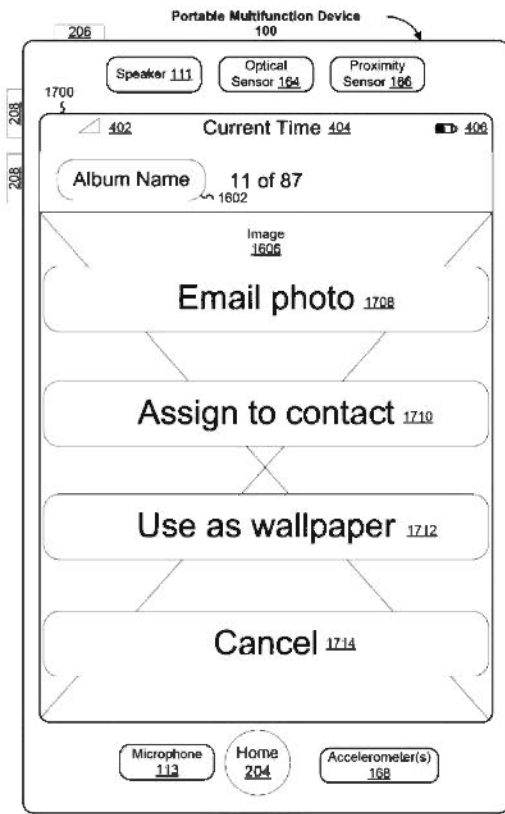 Portable Multifunction Device
100
206
Speaker 111
Optical
Sensor 164
Proximity
Sensor 166
1700
208
402
Current Time 404
406
208
Album Name
11 of 87
1602
Image
1606
Email photo 1708
Assign to contact 1710
Use as wallpaper 1712
Cancel 1714
Microphone
113
Home
204
Accelerometer(s)
168